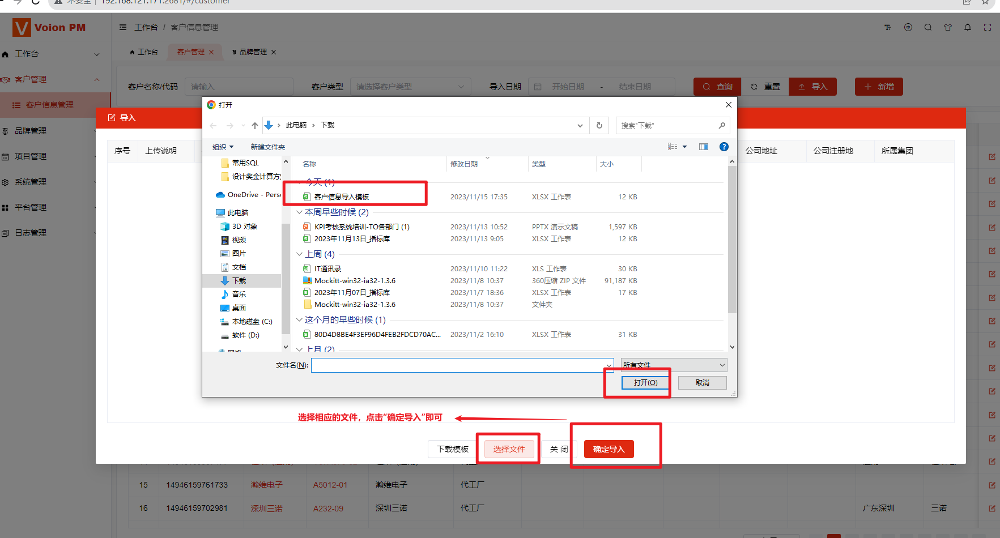 不安全 | 192.168.121.171:2681/#/customer
Voion PM
工作台 / 客户信息管理
工作台
客户管理
品牌管理
工作台
客户管理
客户信息管理
品牌管理
项目管理
系统管理
平台管理
日志管理
客户名称/代码 请输入 客户类型 请选择客户类型 导入日期 开始日期 - 结束日期 查询 重置 导入 新增
导入
序号 上传说明 公司地址 公司注册地 所属集团
打开
此电脑 › 下载
搜索"下载"
组织 新建文件夹
常用SQL
设计奖金计算方案
OneDrive - Pers
此电脑
3D 对象
视频
图片
文档
下载
音乐
桌面
本地磁盘 (C:)
软件 (D:)
网络
名称 修改日期 类型 大小
今天 (1)
客户信息导入模板 2023/11/15 17:35 XLSX 工作表 12 KB
本周早些时候 (2)
KPI考核系统培训-TO各部门 (1) 2023/11/13 10:52 PPTX 演示文稿 1,597 KB
2023年11月13日_指标库 2023/11/13 9:05 XLSX 工作表 12 KB
上周 (4)
IT通讯录 2023/11/10 11:22 XLS 工作表 30 KB
Mockitt-win32-ia32-1.3.6 2023/11/8 10:37 360压缩 ZIP 文件 91,187 KB
2023年11月07日_指标库 2023/11/7 18:36 XLSX 工作表 17 KB
Mockitt-win32-ia32-1.3.6 2023/11/8 10:37 文件夹
这个月的早些时候 (1)
80D4D8BE4F3EF96D4FEB2FDCD70AC... 2023/11/2 16:10 XLSX 工作表 31 KB
上月 (2)
文件名(N): 所有文件
打开(O) 取消
选择相应的文件，点击“确定导入”即可
下载模板 选择文件 关 闭 确定导入
15 14946159761733 瀚维电子 A5012-01 瀚维电子 代工厂
16 14946159702981 深圳三诺 A232-09 深圳三诺 代工厂 广东深圳 三诺